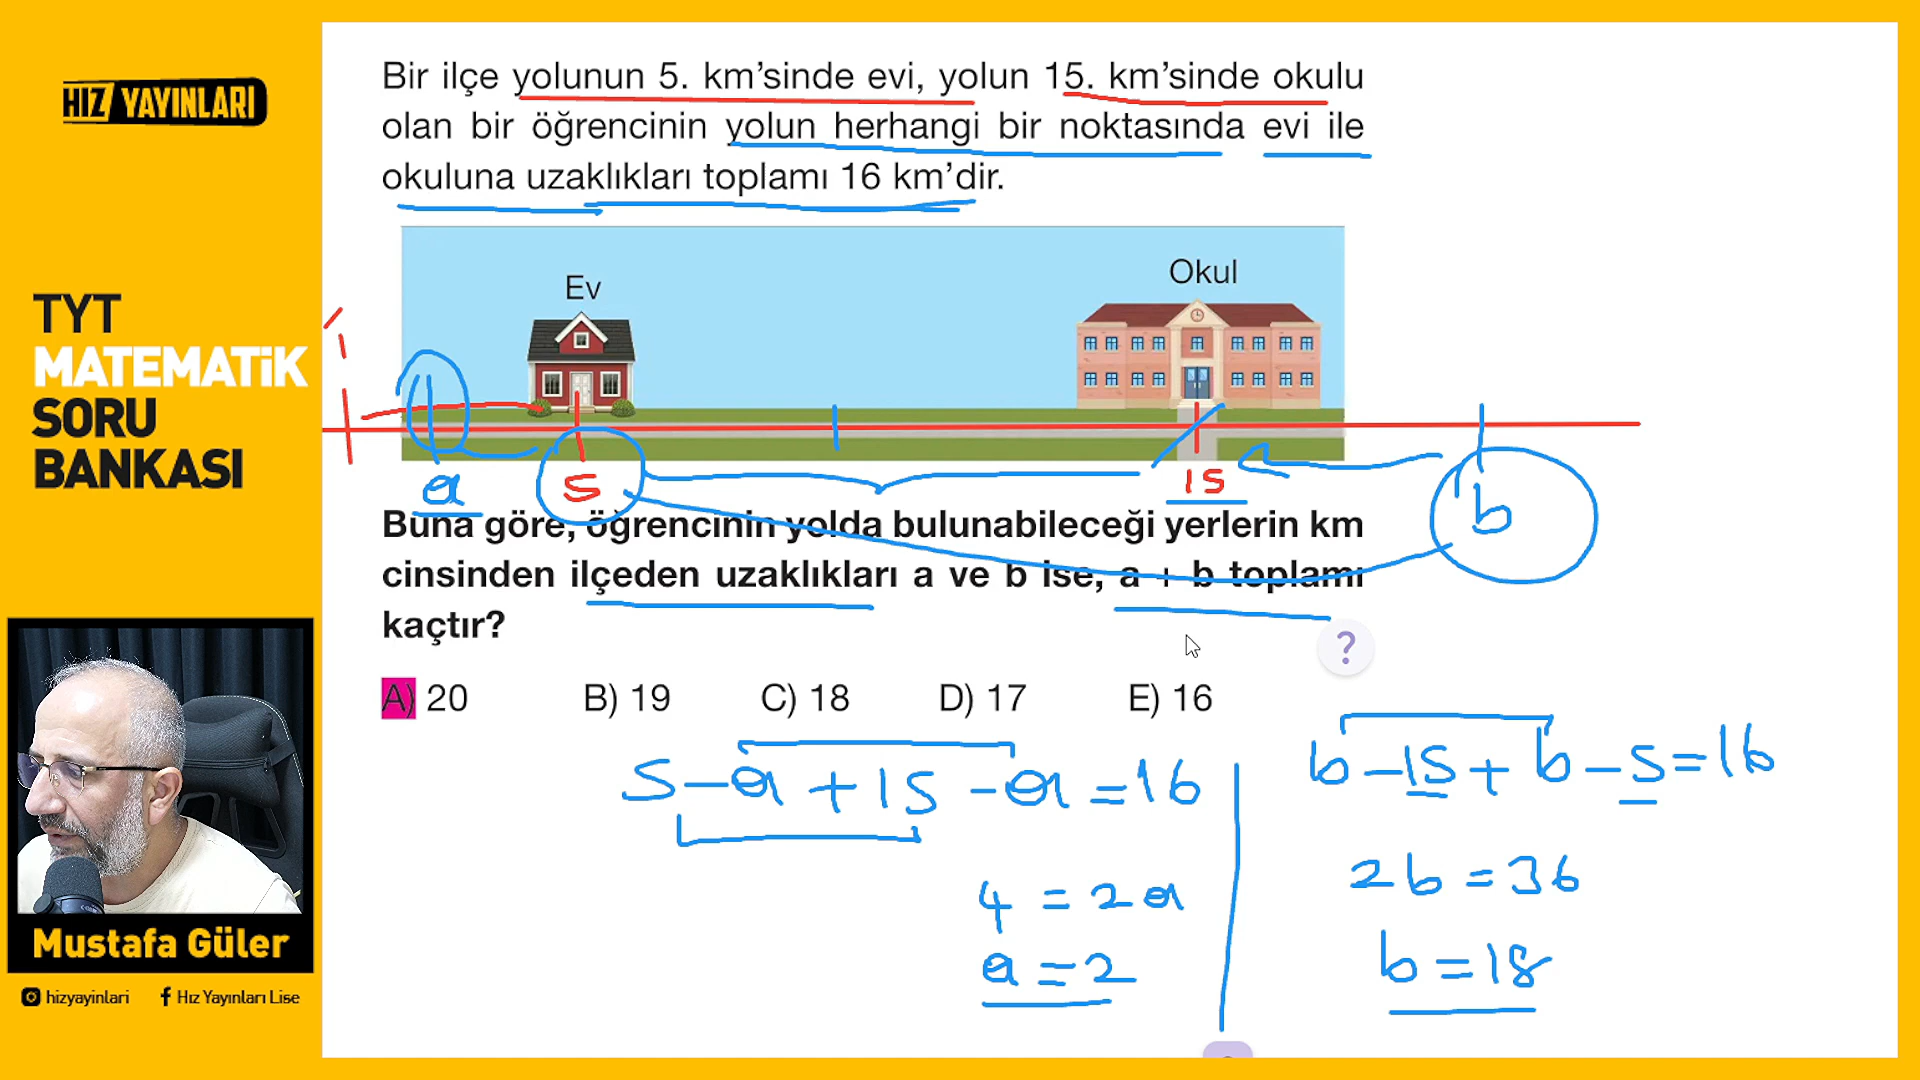 HIZ YAYINLARI
TYT
MATEMATİK
SORU
BANKASI
Mustafa Güler
hizyayinlari
Hız Yayınları Lise
Bir ilçe yolunun 5. km'sinde evi, yolun 15. km'sinde okulu
olan bir öğrencinin yolun herhangi bir noktasında evi ile
okuluna uzaklıkları toplamı 16 km'dir.
Ev
Okul
a
5
15
b
Buna göre, öğrencinin yolda bulunabileceği yerlerin km
cinsinden ilçeden uzaklıkları a ve b ise, a + b toplamı
kaçtır?
?
A) 20 B) 19 C) 18 D) 17 E) 16
5 - a + 15 - a = 16
4 = 2a
a = 2
b - 15 + b - 5 = 16
2b = 36
b = 18